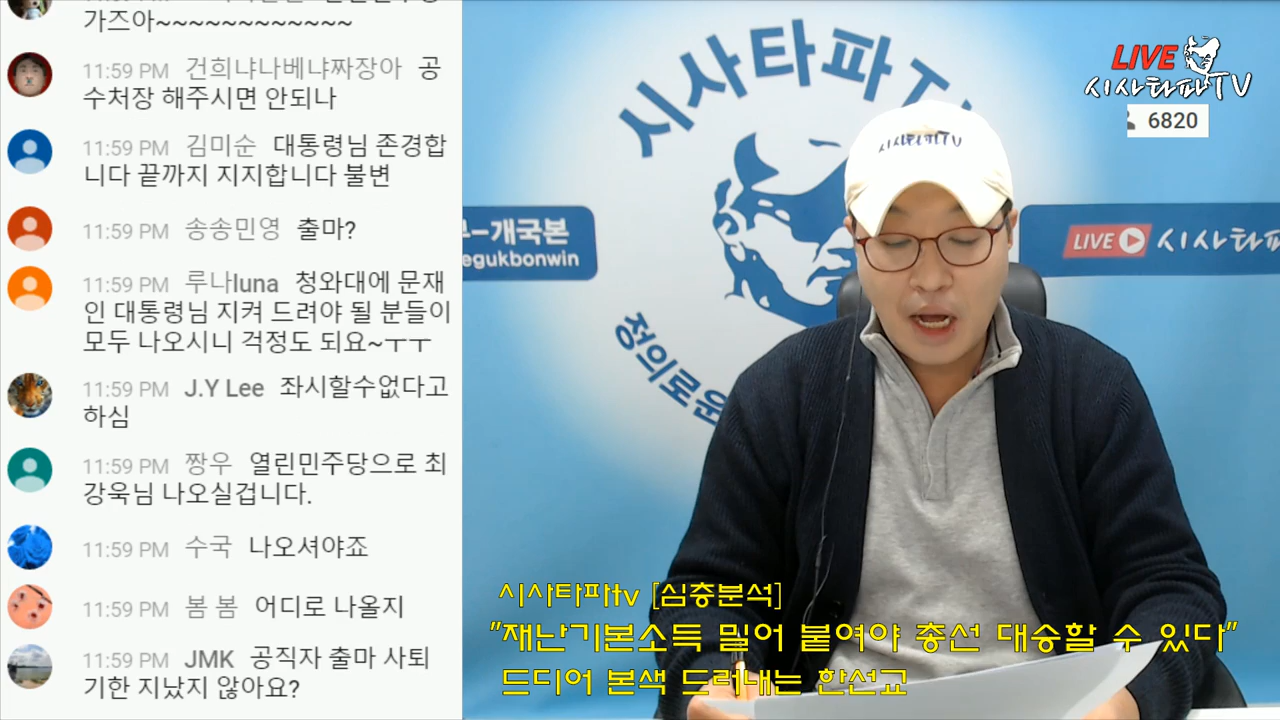 가즈아~~~~~~~~~~~~
11:59 PM 건희냐나베냐짜장아 공
수처장 해주시면 안되나
11:59 PM 김미순 대통령님 존경합
니다 끝까지 지지합니다 불변
11:59 PM 송송민영 출마?
11:59 PM 루나luna 청와대에 문재
인 대통령님 지켜 드려야 될 분들이
모두 나오시니 걱정도 되요~ㅜㅜ
11:59 PM J.Y Lee 좌시할수없다고
하심
11:59 PM 짱우 열린민주당으로 최
강욱님 나오실겁니다.
11:59 PM 수국 나오셔야죠
11:59 PM 봄 봄 어디로 나올지
11:59 PM JMK 공직자 출마 사퇴
기한 지났지 않아요?
시사타파TV
정의로운
시사타파TV
-개국본
egukbonwin
LIVE 시사타파
LIVE
시사타파TV
6820
시사타파tv [심층분석]
"재난기본소득 밀어 붙여야 총선 대승할 수 있다"
드디어 본색 드러내는 한선교